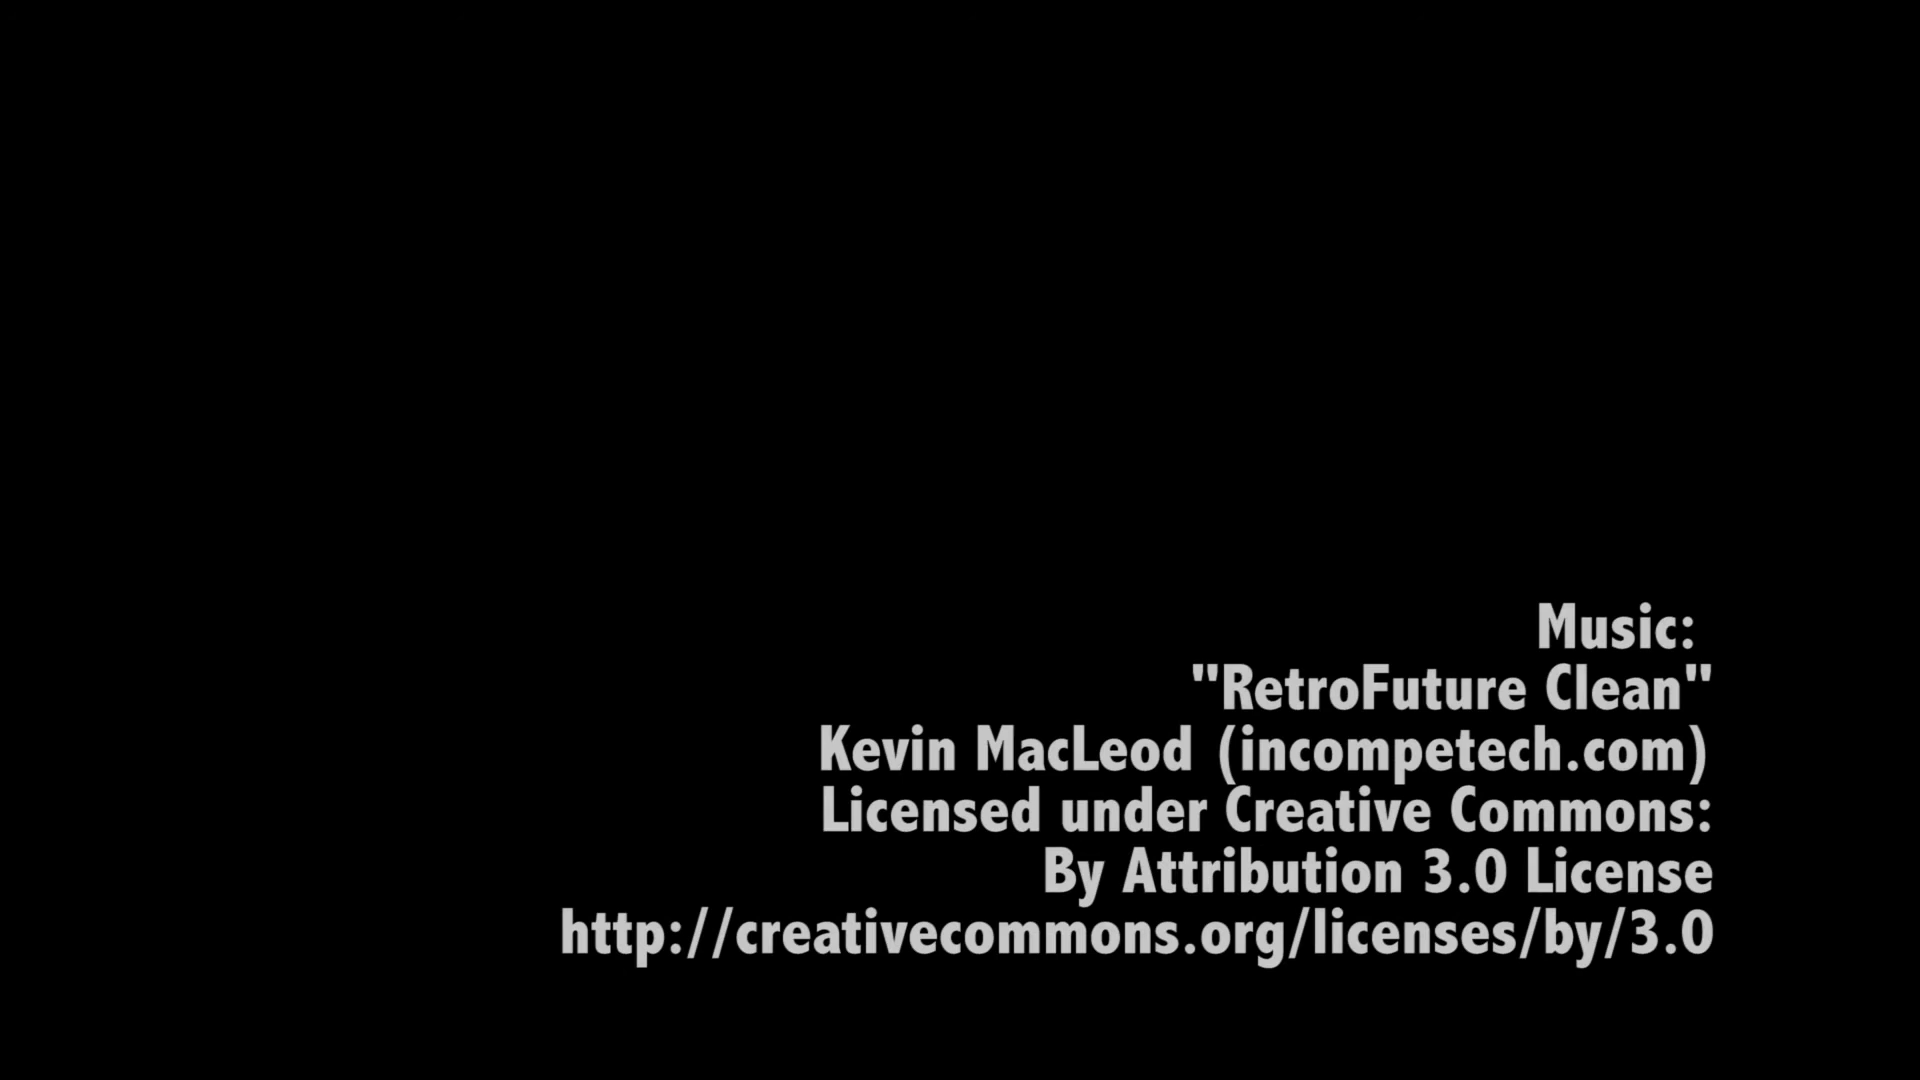 Music:
"RetroFuture Clean"
Kevin MacLeod (incompetech.com)
Licensed under Creative Commons:
By Attribution 3.0 License
http://creativecommons.org/licenses/by/3.0